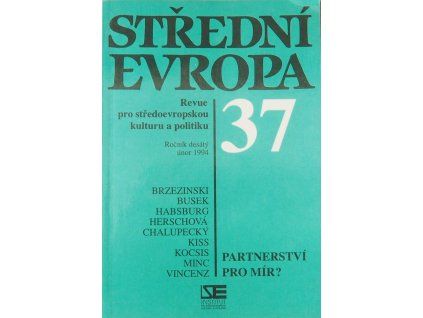 STŘEDNÍ
EVROPA
Revue
pro středoevropskou
kulturu a politiku
37
Ročník desátý
únor 1994
BRZEZINSKI
BUSEK
HABSBURG
HERSCHOVÁ
CHALUPECKÝ
KISS
KOCSIS
MINC
VINCENZ
PARTNERSTVÍ
PRO MÍR?
SE